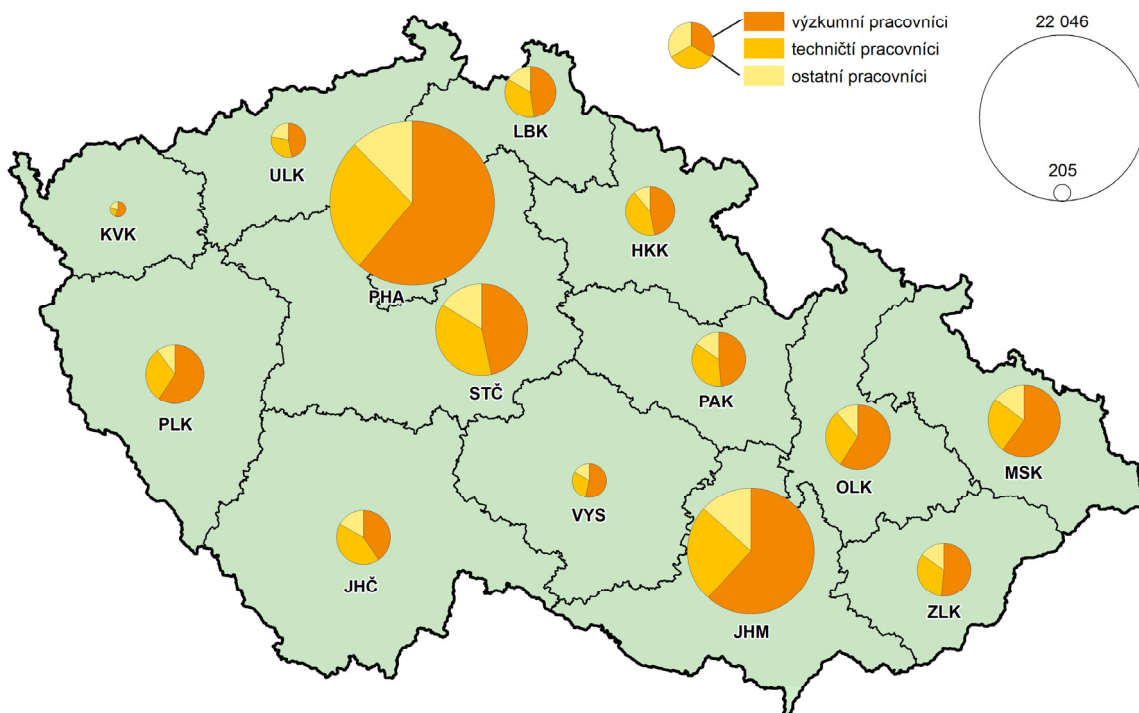 výzkumní pracovníci
techničtí pracovníci
ostatní pracovníci
22 046
205
LBK
ULK
KVK
HKK
PHA
STČ
PAK
PLK
OLK
MSK
VYS
JHČ
ZLK
JHM